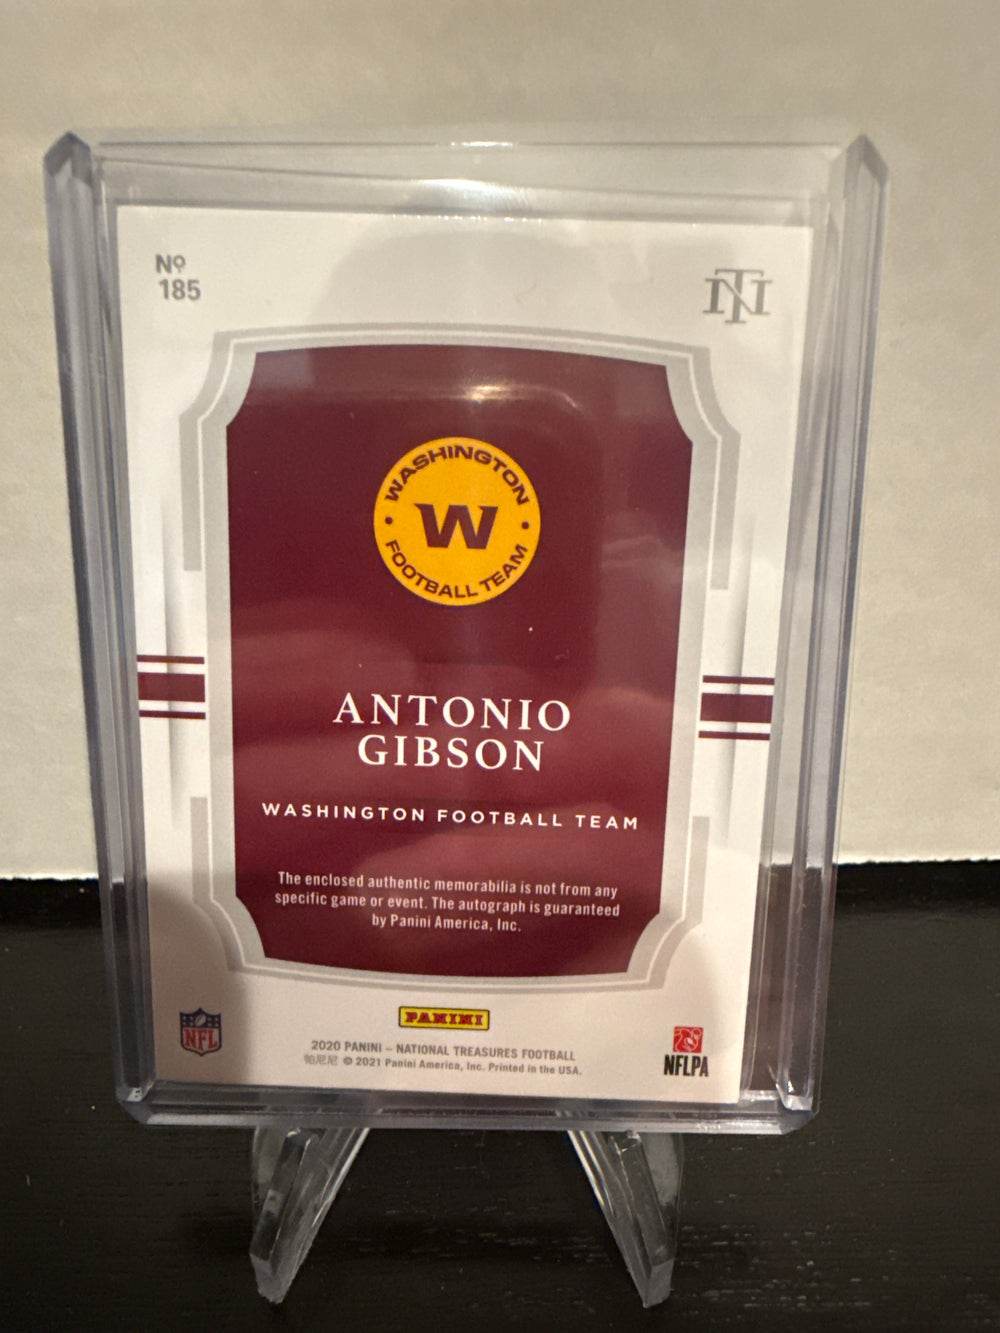 Nº
185
NT
WASHINGTON
W
FOOTBALL TEAM
ANTONIO
GIBSON
WASHINGTON FOOTBALL TEAM
The enclosed authentic memorabilia is not from any
specific game or event. The autograph is guaranteed
by Panini America, Inc.
PANINI
NFL
2020 PANINI – NATIONAL TREASURES FOOTBALL
帕尼尼 © 2021 Panini America, Inc. Printed in the USA.
NFLPA